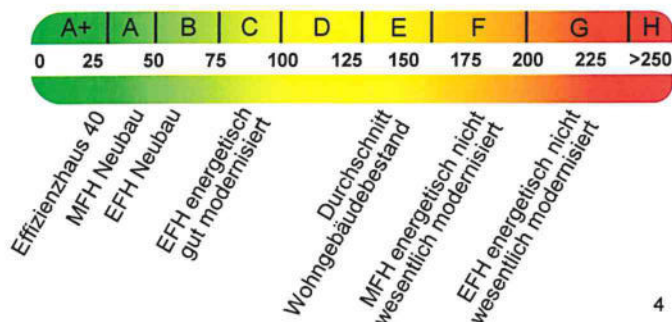 A+ A B C D E F G H
0 25 50 75 100 125 150 175 200 225 >250
Effizienzhaus 40
MFH Neubau
EFH Neubau
EFH energetisch
gut modernisiert
Durchschnitt
Wohngebäudebestand
MFH energetisch nicht
wesentlich modernisiert
EFH energetisch nicht
wesentlich modernisiert
4